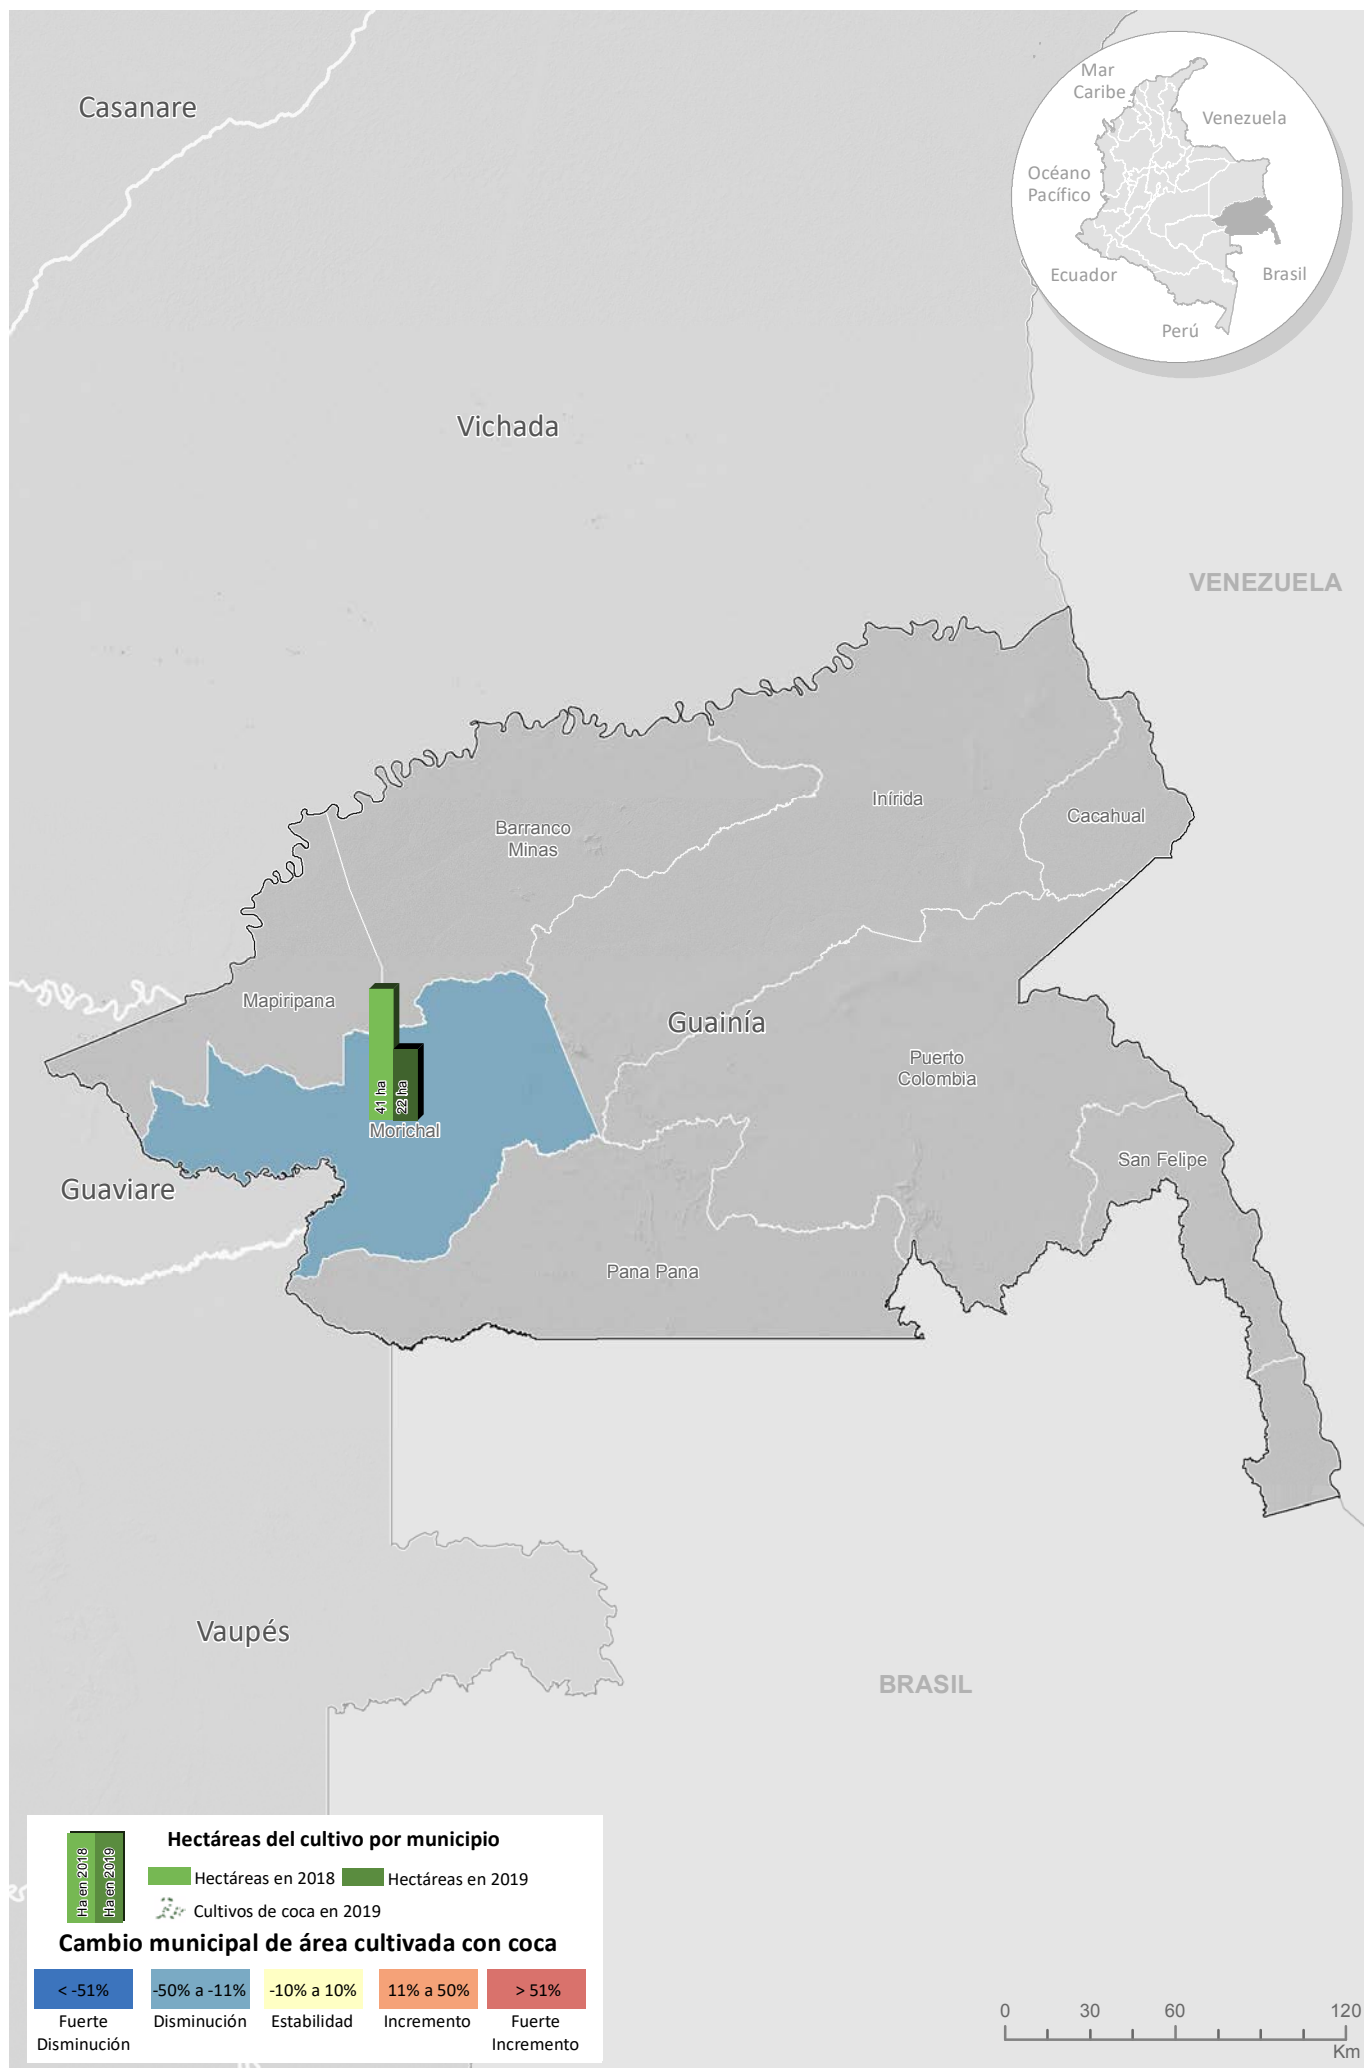 Casanare
Mar
Caribe
Venezuela
Océano
Pacífico
Ecuador
Brasil
Perú
Vichada
VENEZUELA
Inírida
Cacahual
Barranco
Minas
Mapiripana
Guainía
Puerto
Colombia
41 ha
22 ha
Morichal
San Felipe
Guaviare
Pana Pana
Vaupés
BRASIL
Hectáreas del cultivo por municipio
Ha en 2018
Ha en 2019
Hectáreas en 2018
Hectáreas en 2019
Cultivos de coca en 2019
Cambio municipal de área cultivada con coca
< -51%
-50% a -11%
-10% a 10%
11% a 50%
> 51%
Fuerte
Disminución
Disminución
Estabilidad
Incremento
Fuerte
Incremento
0 30 60 120
Km